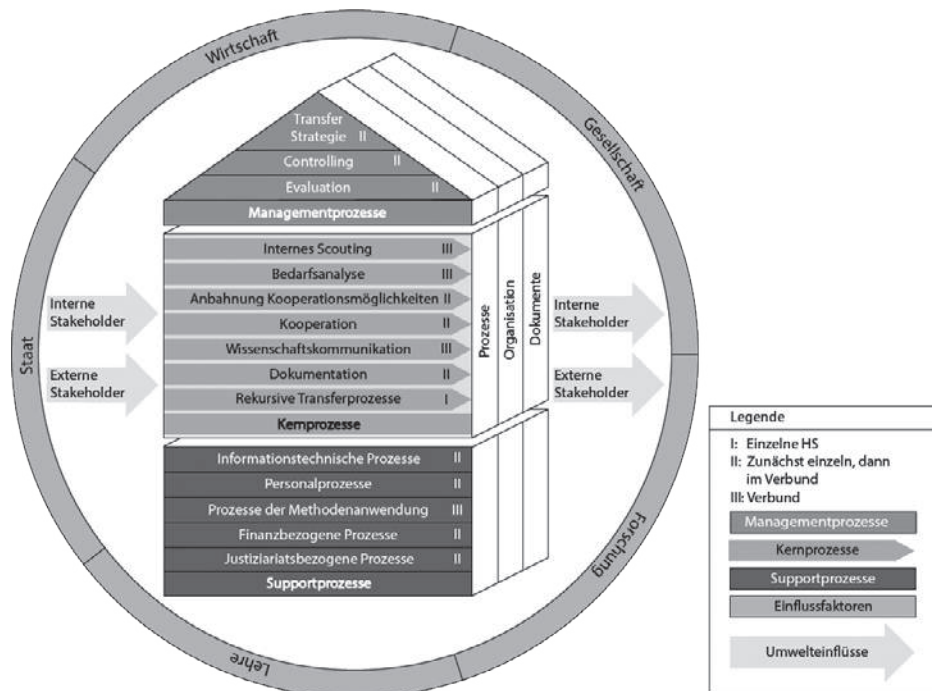 Wirtschaft
Gesellschaft
Staat
Forschung
Lehre
Transfer
Strategie II
Controlling II
Evaluation II
Managementprozesse
Internes Scouting III
Bedarfsanalyse III
Anbahnung Kooperationsmöglichkeiten II
Kooperation II
Wissenschaftskommunikation III
Dokumentation II
Rekursive Transferprozesse I
Kernprozesse
Prozesse
Organisation
Dokumente
Interne
Stakeholder
Externe
Stakeholder
Interne
Stakeholder
Externe
Stakeholder
Informationstechnische Prozesse II
Personalprozesse II
Prozesse der Methodenanwendung III
Finanzbezogene Prozesse II
Justiziariatsbezogene Prozesse II
Supportprozesse
Legende
I: Einzelne HS
II: Zunächst einzeln, dann
im Verbund
III: Verbund
Managementprozesse
Kernprozesse
Supportprozesse
Einflussfaktoren
Umwelteinflüsse